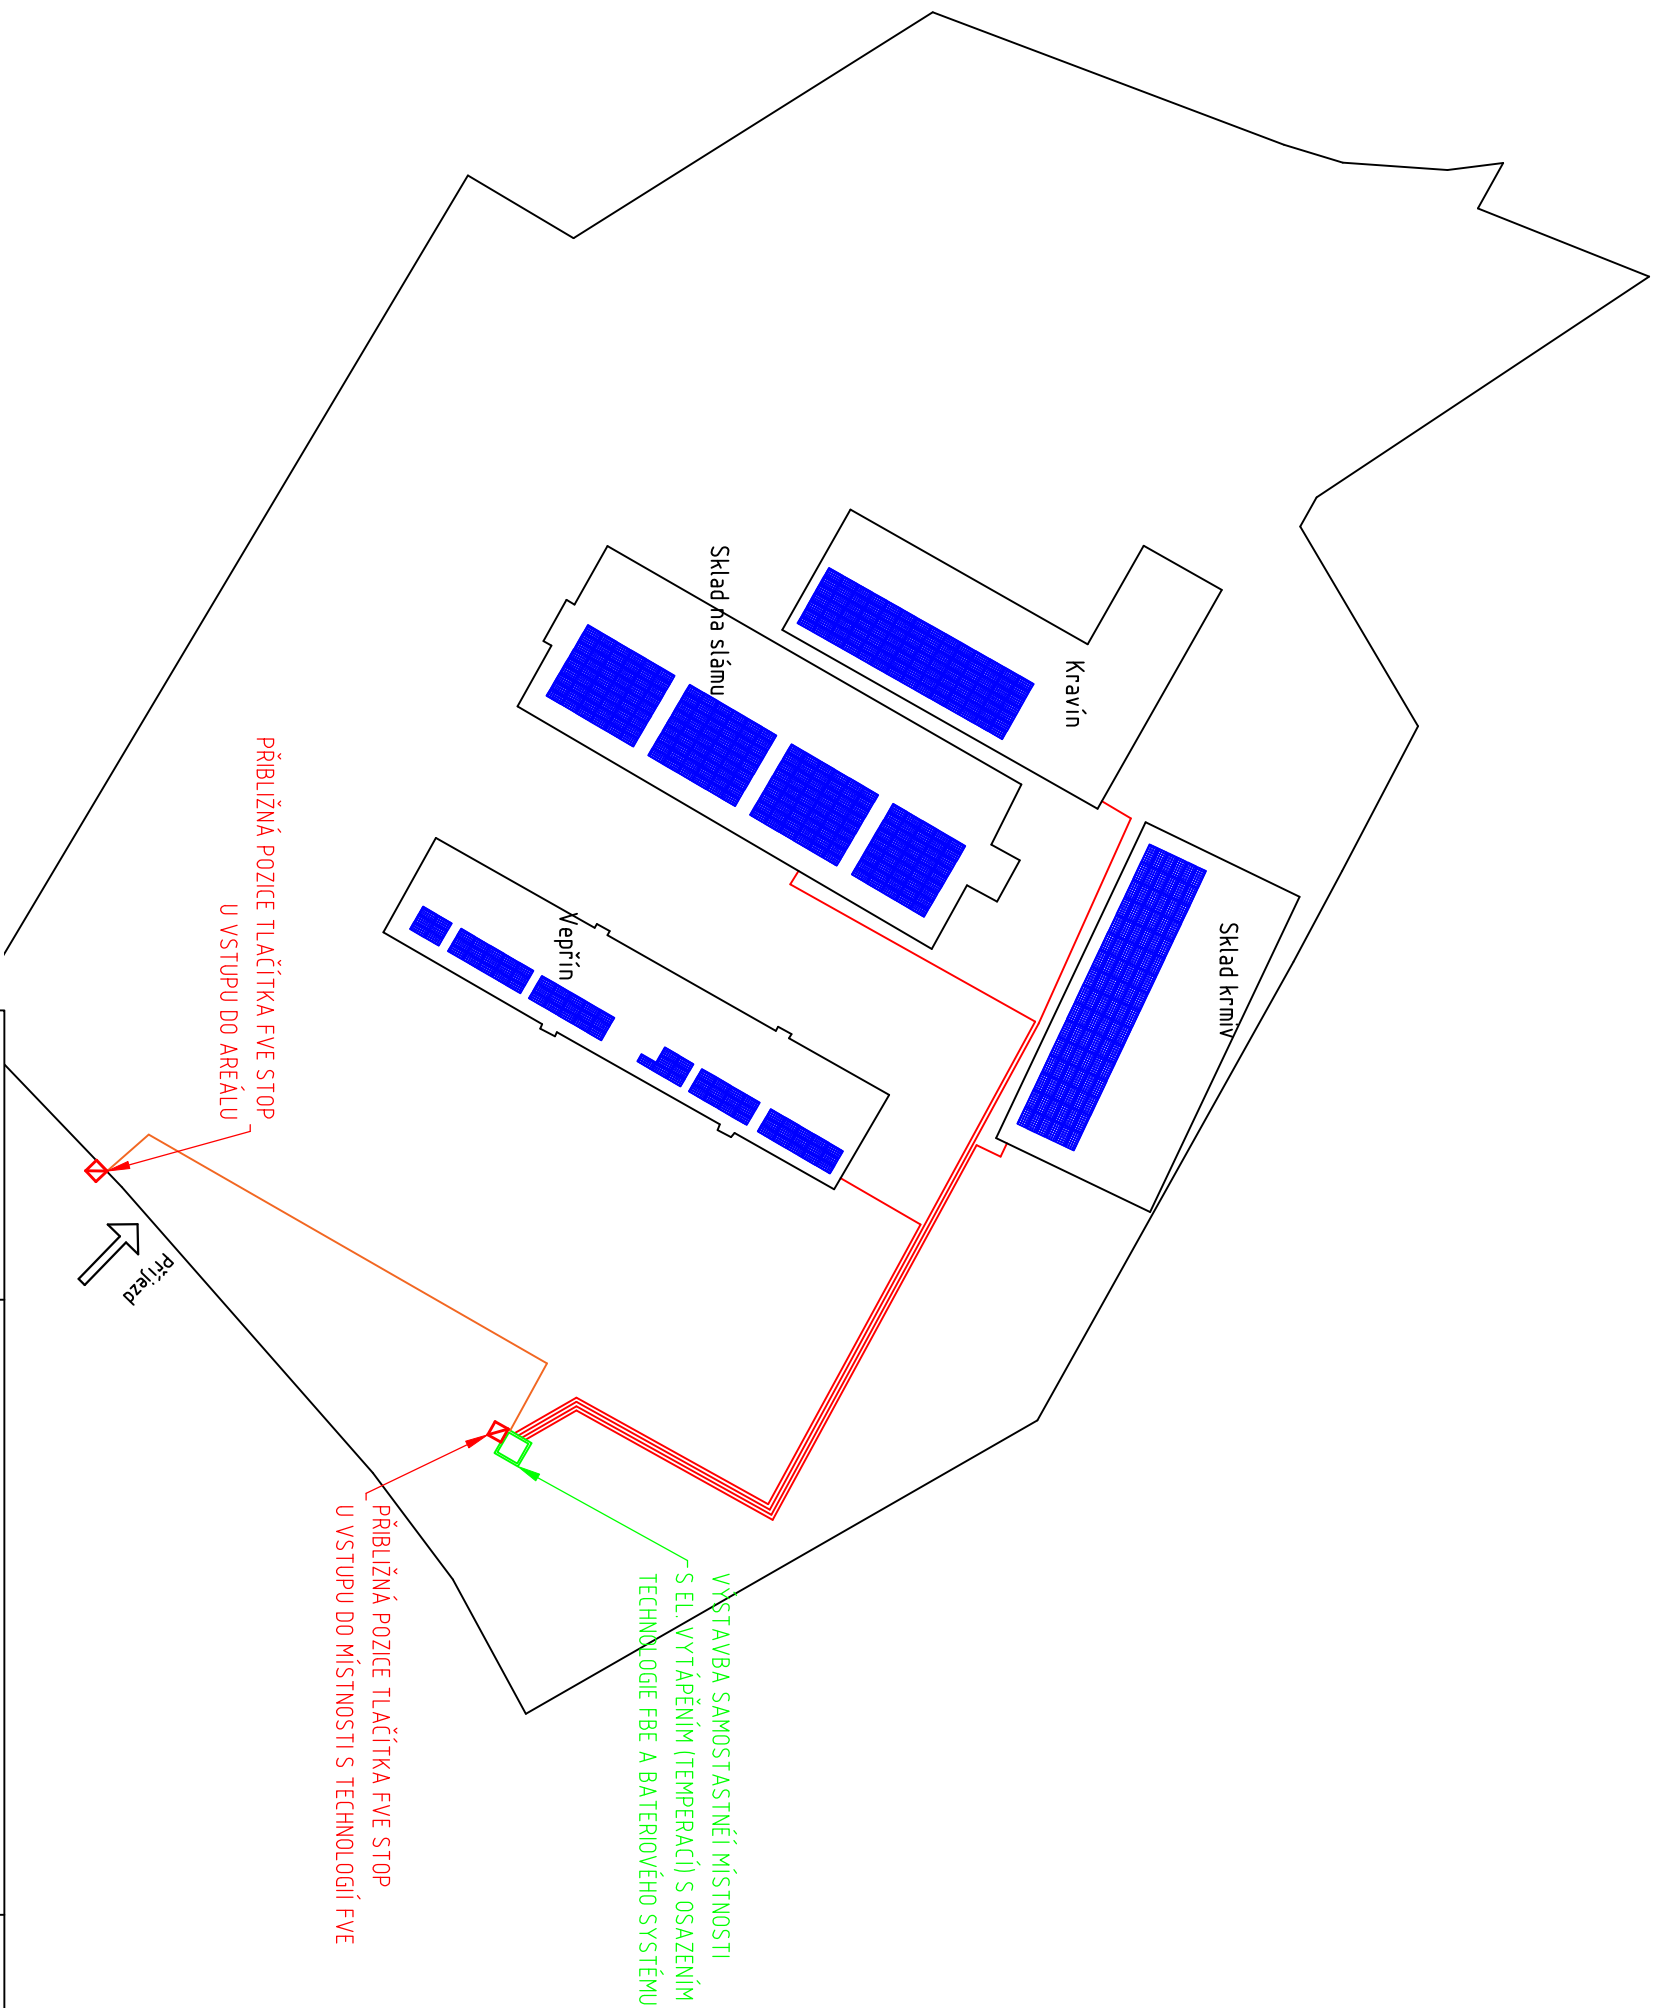 Kravín
Sklad na slámu
Sklad krmiv
Vepřín
PŘIBLIŽNÁ POZICE TLAČÍTKA FVE STOP
U VSTUPU DO AREÁLU
Příjezd
VÝSTAVBA SAMOSTASTNÉÍ MÍSTNOSTI
S EL. VYTÁPĚNÍM (TEMPERACÍ) S OSAZENÍM
TECHNOLOGIE FBE A BATERIOVÉHO SYSTÉMU
PŘIBLIŽNÁ POZICE TLAČÍTKA FVE STOP
U VSTUPU DO MÍSTNOSTI S TECHNOLOGIÍ FVE